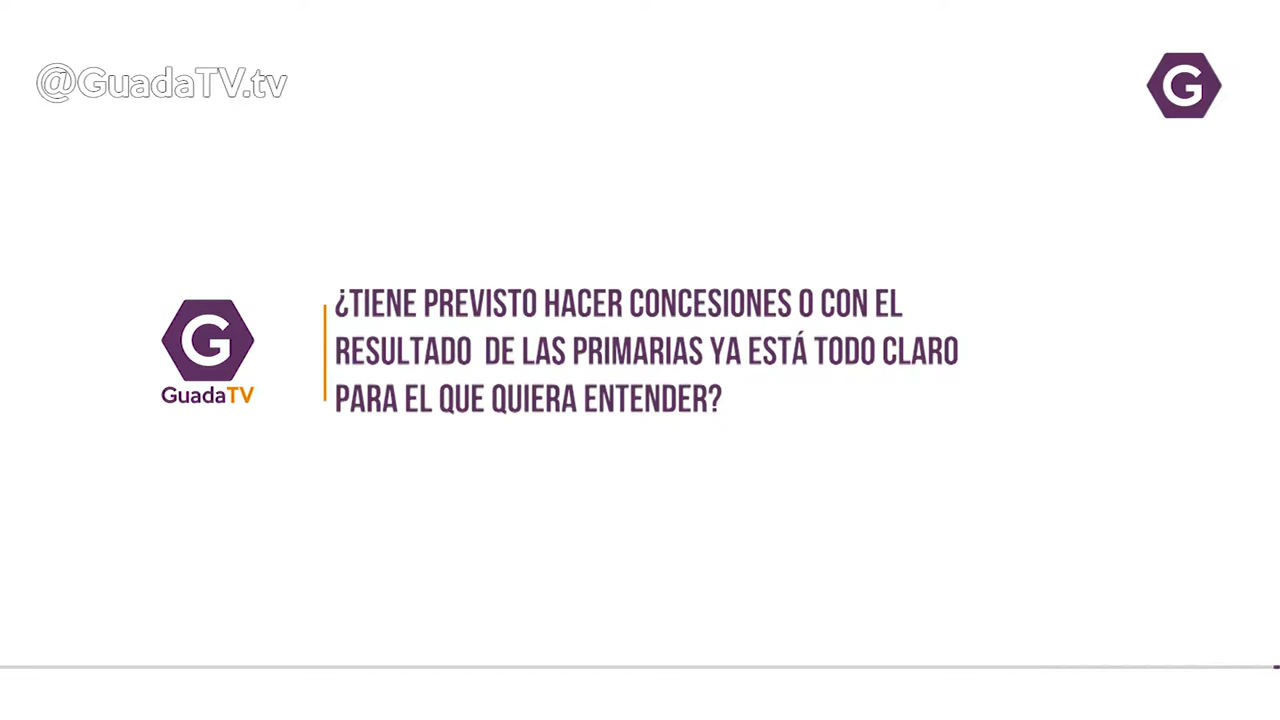 @GuadaTV.tv
G
G
GuadaTV
¿TIENE PREVISTO HACER CONCESIONES O CON EL
RESULTADO DE LAS PRIMARIAS YA ESTÁ TODO CLARO
PARA EL QUE QUIERA ENTENDER?